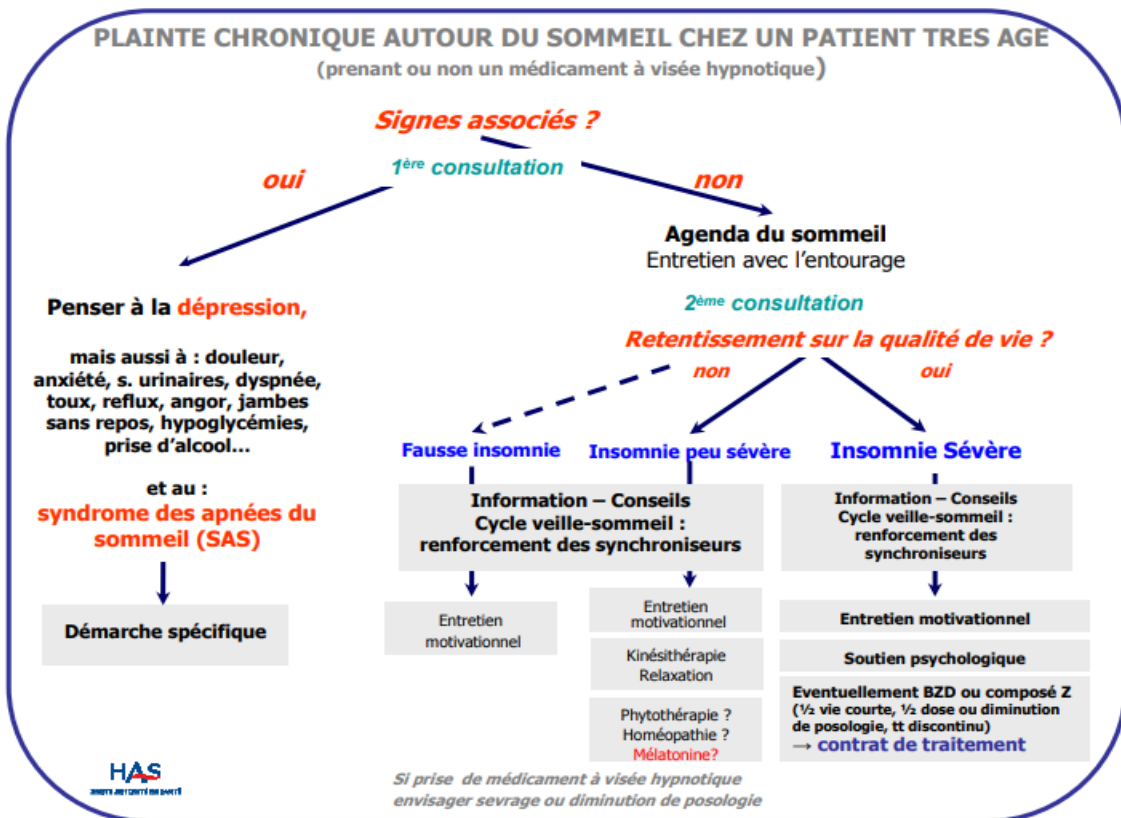 PLAINTE CHRONIQUE AUTOUR DU SOMMEIL CHEZ UN PATIENT TRES AGE
(prenant ou non un médicament à visée hypnotique)
Signes associés ?
1ère consultation
oui
non
Agenda du sommeil
Entretien avec l'entourage
Penser à la dépression,
mais aussi à : douleur,
anxiété, s. urinaires, dyspnée,
toux, reflux, angor, jambes
sans repos, hypoglycémies,
prise d'alcool...
et au :
syndrome des apnées du
sommeil (SAS)
Démarche spécifique
2ème consultation
Retentissement sur la qualité de vie ?
non
oui
Fausse insomnie
Insomnie peu sévère
Insomnie Sévère
Information – Conseils
Cycle veille-sommeil :
renforcement des synchroniseurs
Information – Conseils
Cycle veille-sommeil :
renforcement des
synchroniseurs
Entretien
motivationnel
Entretien
motivationnel
Kinésithérapie
Relaxation
Phytothérapie ?
Homéopathie ?
Mélatonine?
Entretien motivationnel
Soutien psychologique
Eventuellement BZD ou composé Z
(½ vie courte, ½ dose ou diminution
de posologie, tt discontinu)
→ contrat de traitement
HAS
HAUTE AUTORITÉ DE SANTÉ
Si prise de médicament à visée hypnotique
envisager sevrage ou diminution de posologie